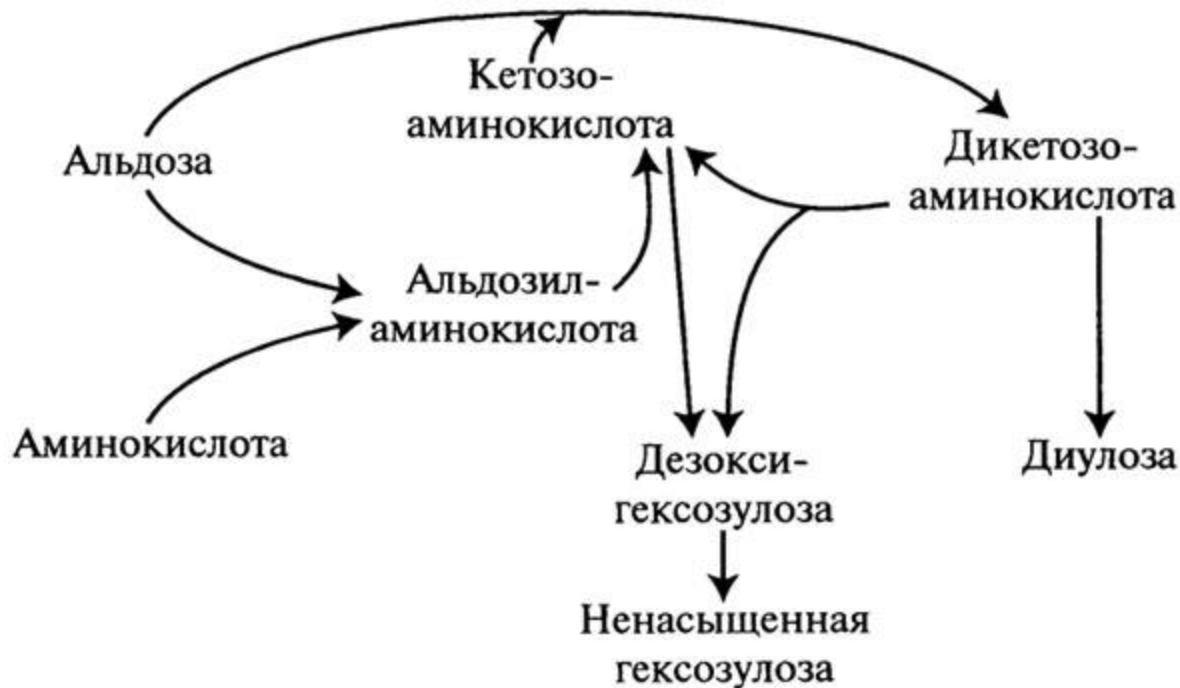 Кетозо-
аминокислота
Альдоза
Дикетозо-
аминокислота
Альдозил-
аминокислота
Аминокислота
Дезокси-
гексозулоза
Диулоза
Ненасыщенная
гексозулоза